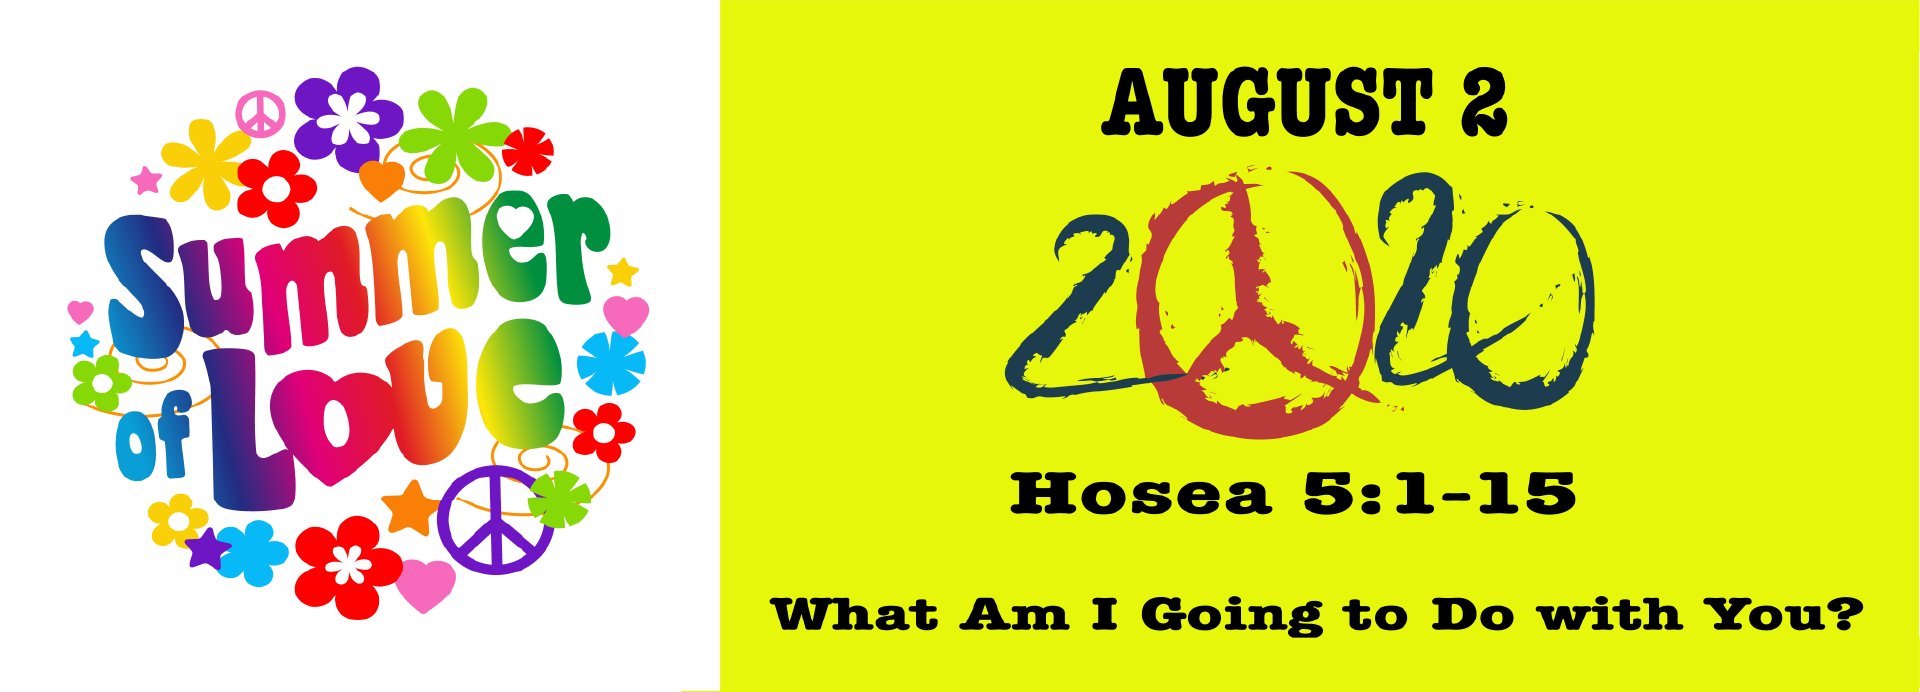 Summer
of Love
AUGUST 2
2020
Hosea 5:1-15
What Am I Going to Do with You?